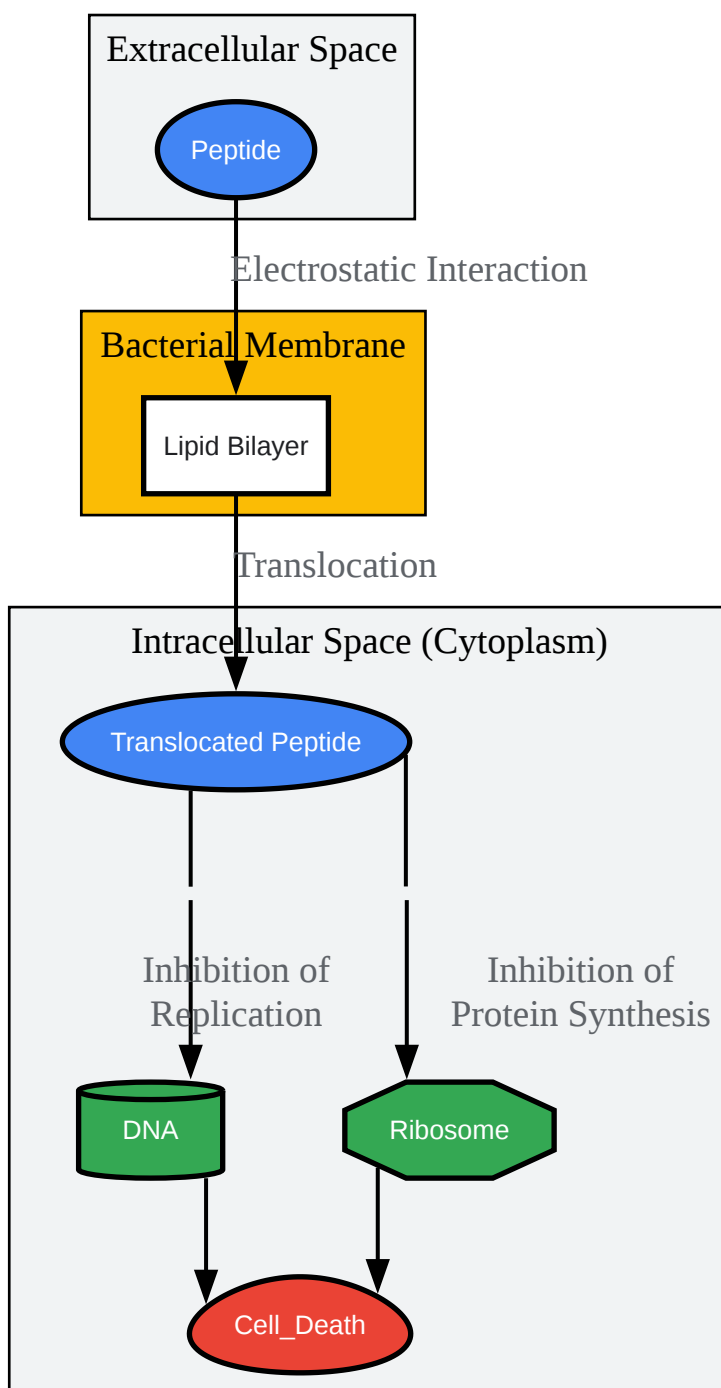 Extracellular Space
Peptide
Electrostatic Interaction
Bacterial Membrane
Lipid Bilayer
Translocation
Intracellular Space (Cytoplasm)
Translocated Peptide
Inhibition of
Replication
Inhibition of
Protein Synthesis
DNA
Ribosome
Cell_Death